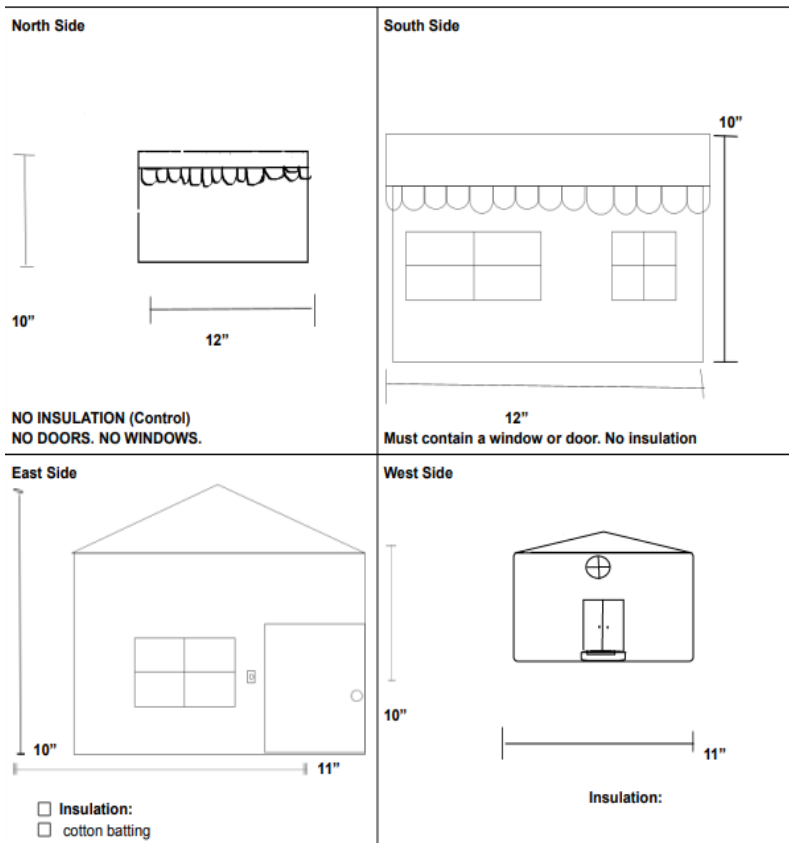 North Side
10”
12”
NO INSULATION (Control)
NO DOORS. NO WINDOWS.
South Side
10”
12”
Must contain a window or door. No insulation
East Side
10”
11”
Insulation:
cotton batting
West Side
10”
11”
Insulation: